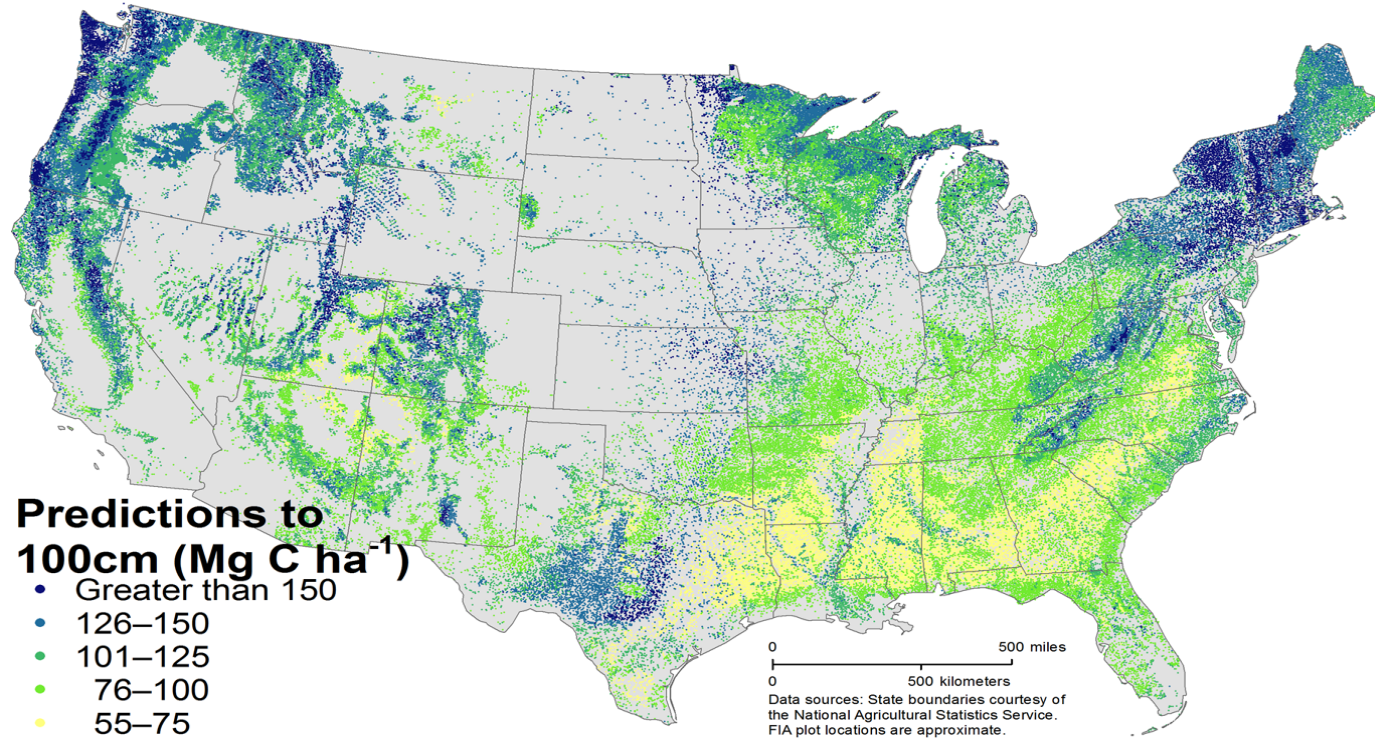 Predictions to
100cm (Mg C ha⁻¹)
Greater than 150
126–150
101–125
76–100
55–75
0 500 miles
0 500 kilometers
Data sources: State boundaries courtesy of
the National Agricultural Statistics Service.
FIA plot locations are approximate.